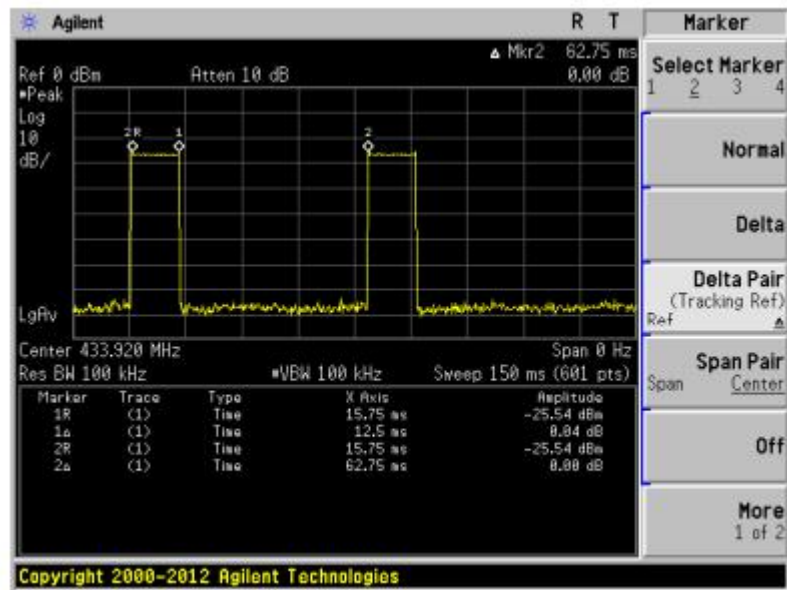 Agilent R T
▵ Mkr2 62.75 ms
Ref 0 dBm Atten 10 dB 0.00 dB
*Peak
Log
10
dB/
2R 1 2
LgAv
Center 433.920 MHz Span 0 Hz
Res BW 100 kHz *VBW 100 kHz Sweep 150 ms (601 pts)
Marker Trace Type X Axis Amplitude
1R (1) Time 15.75 ms -25.54 dBm
1▵ (1) Time 12.5 ms 0.04 dB
2R (1) Time 15.75 ms -25.54 dBm
2▵ (1) Time 62.75 ms 0.00 dB
Copyright 2000-2012 Agilent Technologies
Marker
Select Marker
1 2 3 4
Normal
Delta
Delta Pair
(Tracking Ref)
Ref ▵
Span Pair
Span Center
Off
More
1 of 2